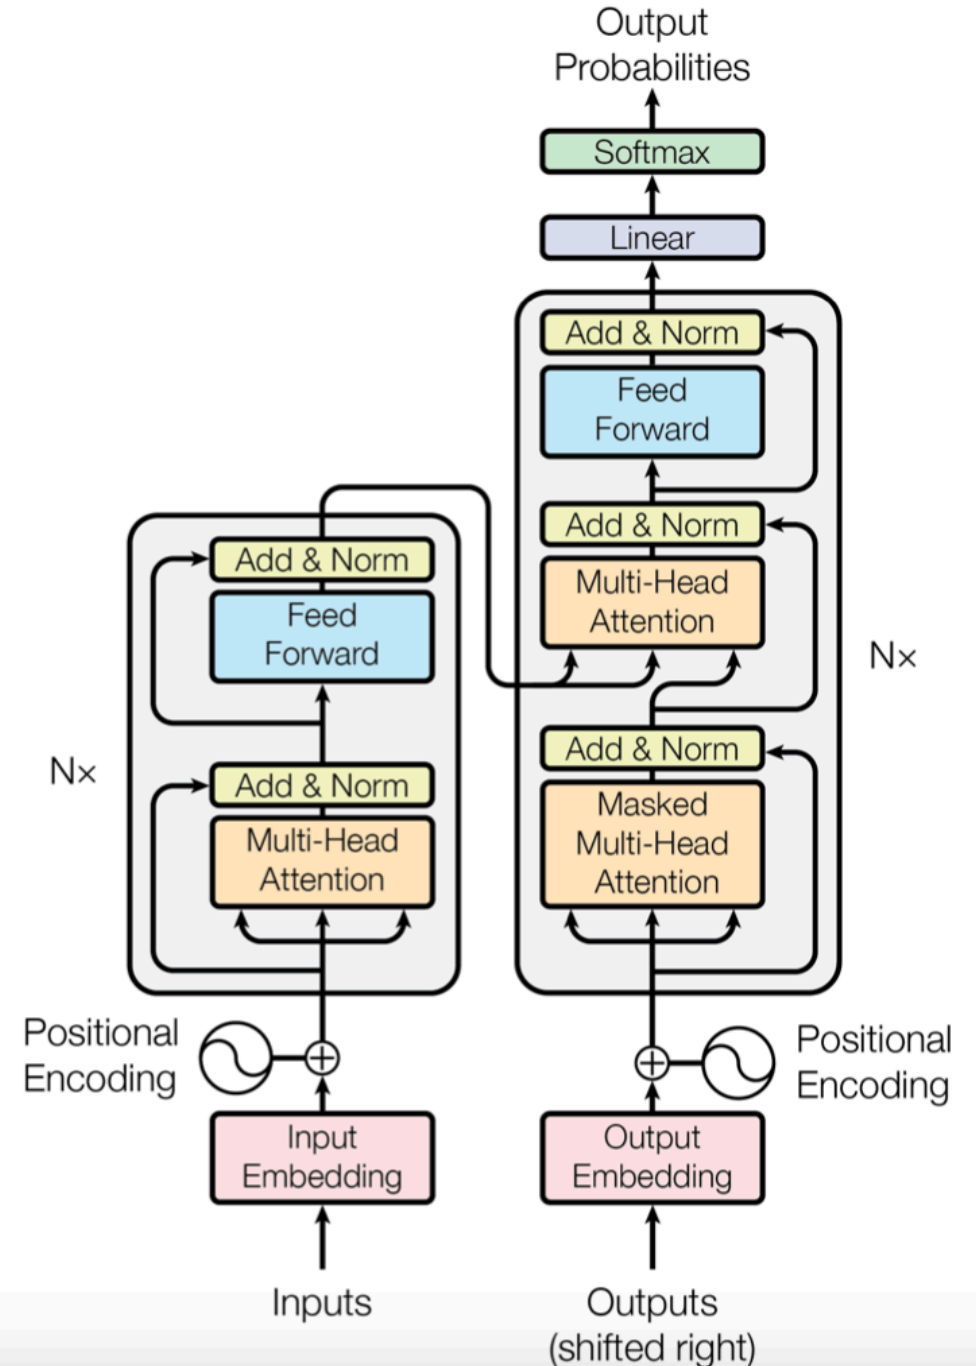 Output
Probabilities
Softmax
Linear
Add & Norm
Feed
Forward
Add & Norm
Multi-Head
Attention
Nx
Add & Norm
Masked
Multi-Head
Attention
Add & Norm
Feed
Forward
Nx
Add & Norm
Multi-Head
Attention
Positional
Encoding
Positional
Encoding
Input
Embedding
Output
Embedding
Inputs
Outputs
(shifted right)